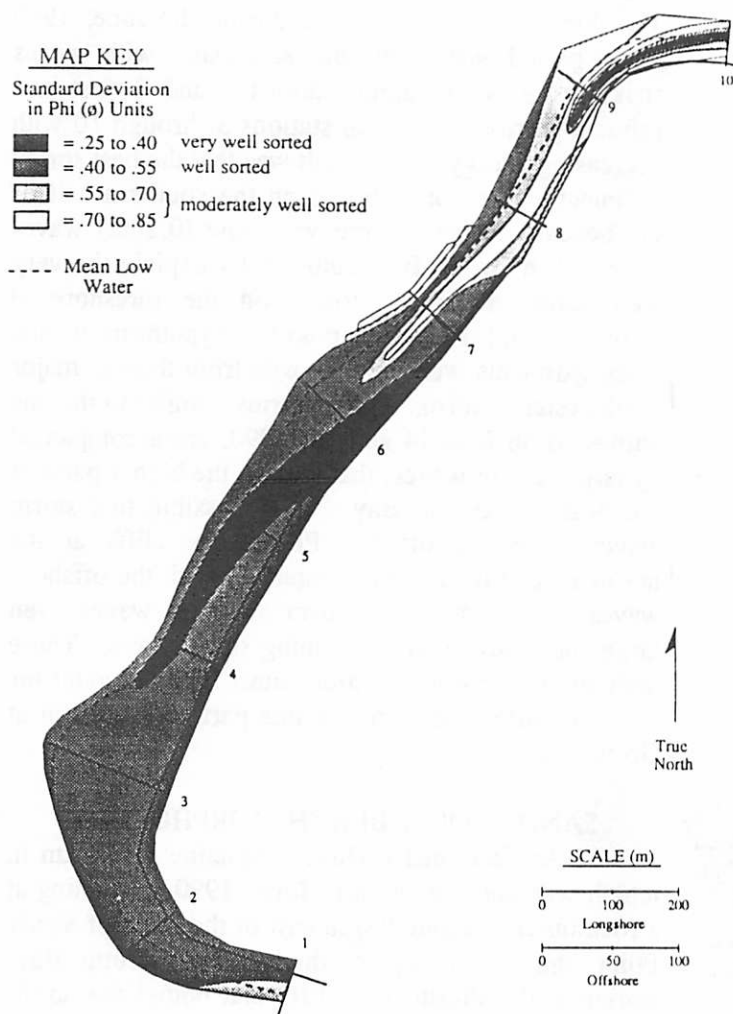 MAP KEY
Standard Deviation
in Phi (ø) Units
= .25 to .40 very well sorted
= .40 to .55 well sorted
= .55 to .70
= .70 to .85 } moderately well sorted
---- Mean Low
Water
10
9
8
7
6
5
4
3
2
1
True
North
SCALE (m)
0 100 200
Longshore
0 50 100
Offshore